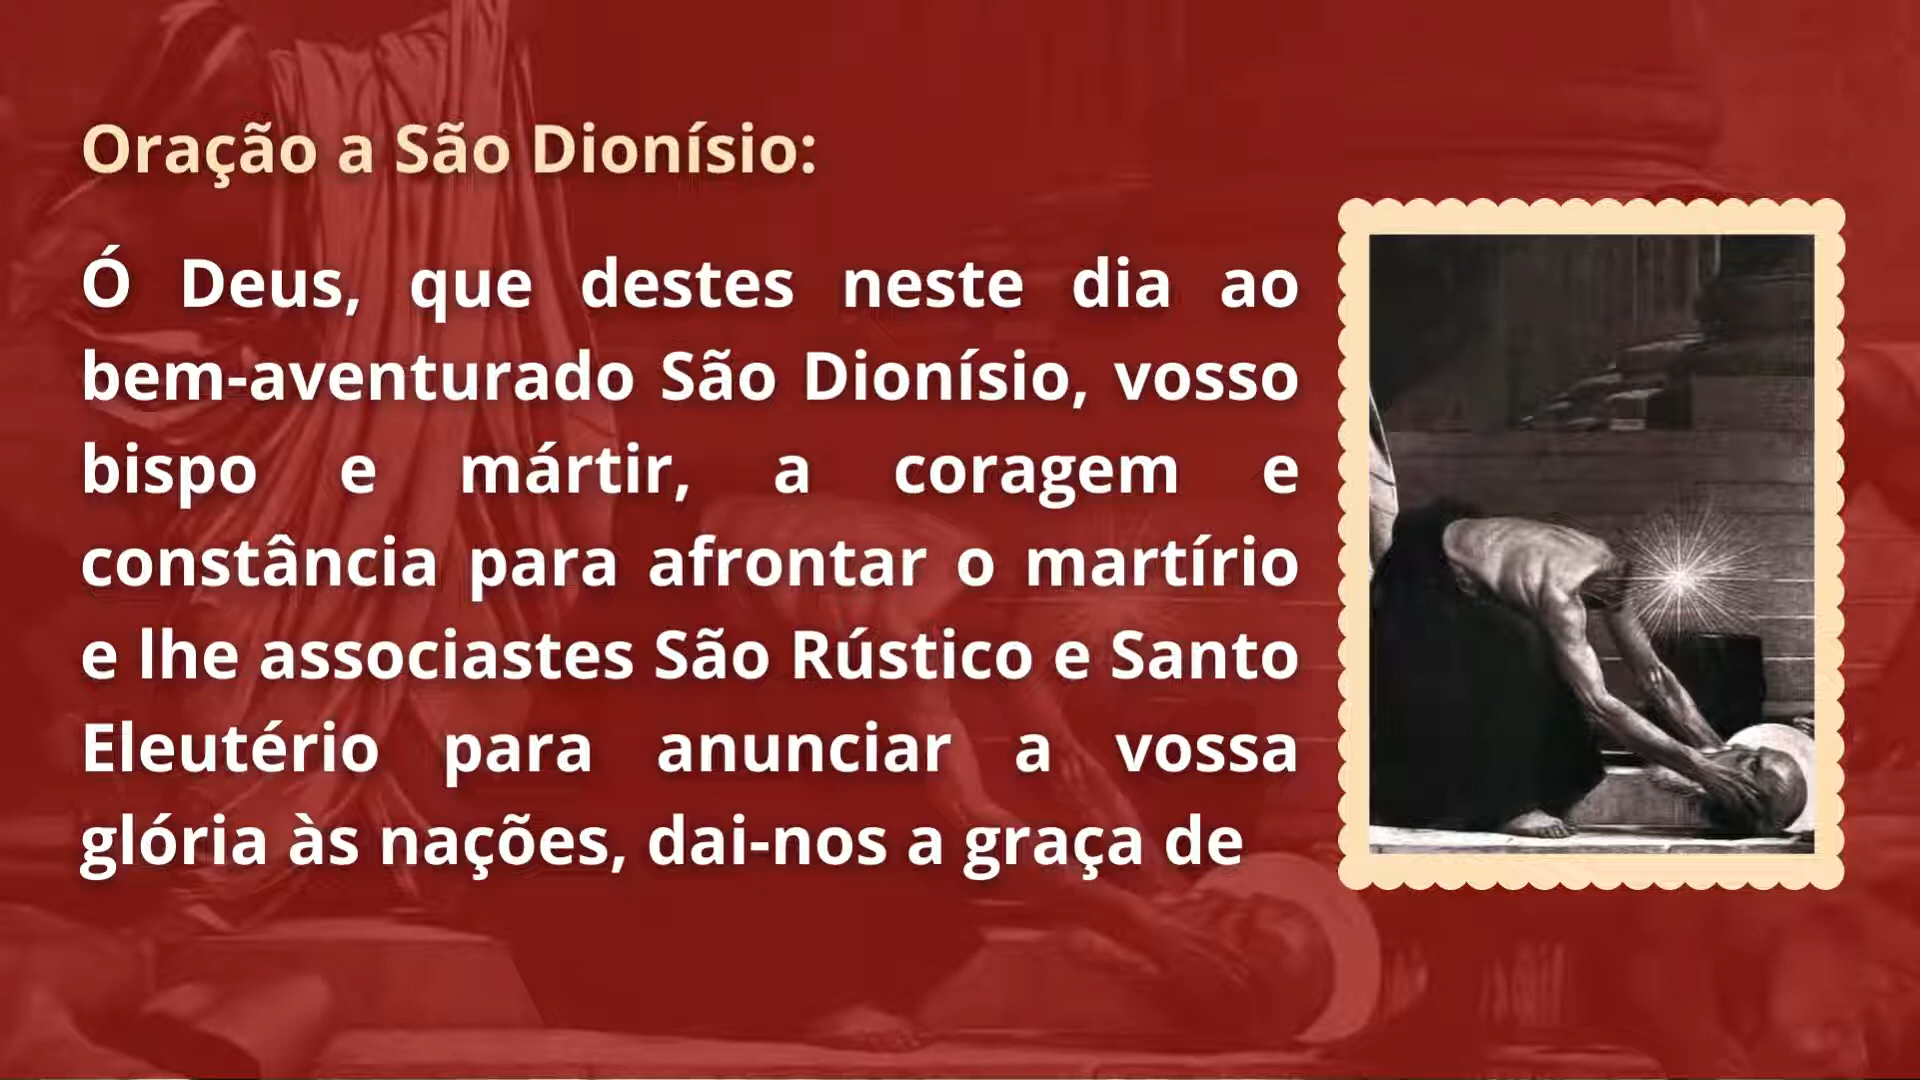 Oração a São Dionísio:
Ó Deus, que destes neste dia ao
bem-aventurado São Dionísio, vosso
bispo e mártir, a coragem e
constância para afrontar o martírio
e lhe associastes São Rústico e Santo
Eleutério para anunciar a vossa
glória às nações, dai-nos a graça de